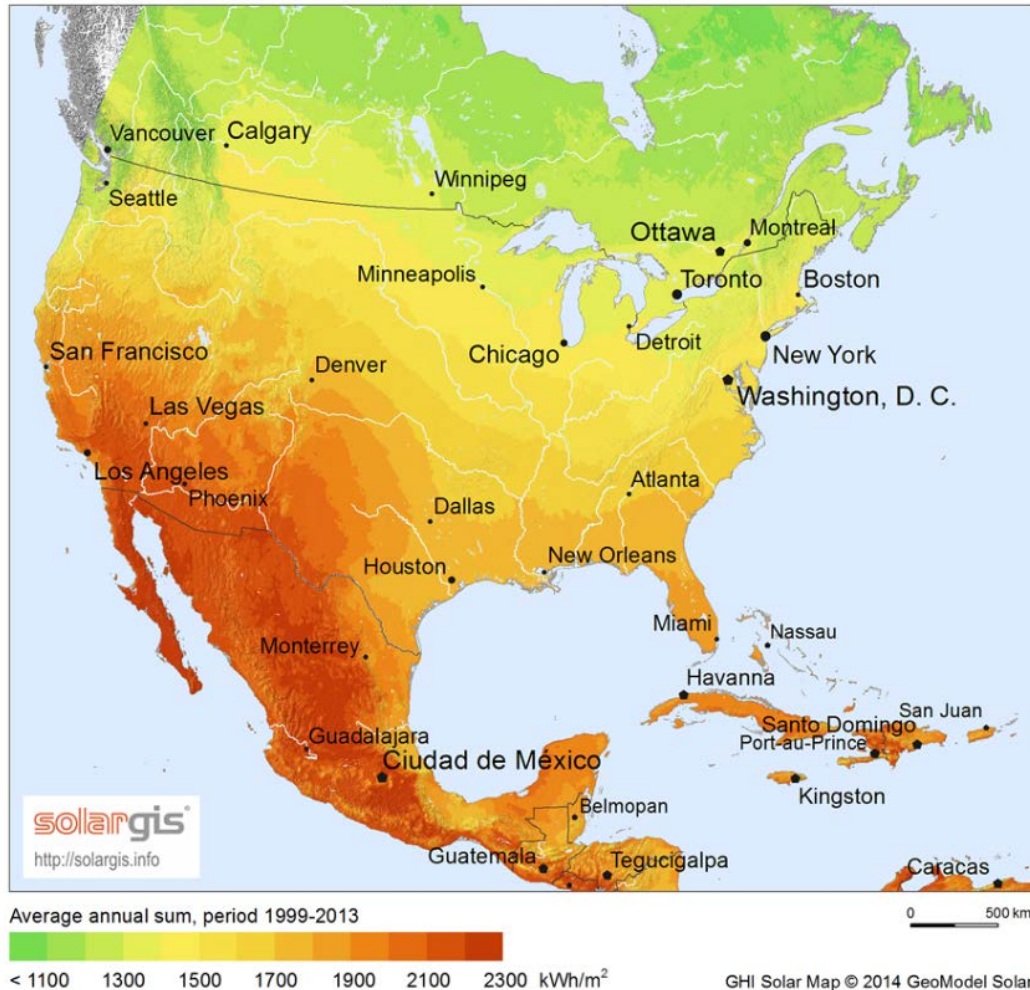 Vancouver
Calgary
Seattle
Winnipeg
Ottawa
Montreal
Minneapolis
Toronto
Boston
Chicago
Detroit
New York
San Francisco
Denver
Washington, D. C.
Las Vegas
Los Angeles
Phoenix
Atlanta
Dallas
Houston
New Orleans
Miami
Nassau
Monterrey
Havanna
San Juan
Santo Domingo
Port-au-Prince
Guadalajara
Ciudad de México
Kingston
Belmopan
solargis
http://solargis.info
Guatemala
Tegucigalpa
Caracas
Average annual sum, period 1999-2013
0 500 km
< 1100 1300 1500 1700 1900 2100 2300 kWh/m²
GHI Solar Map © 2014 GeoModel Solar